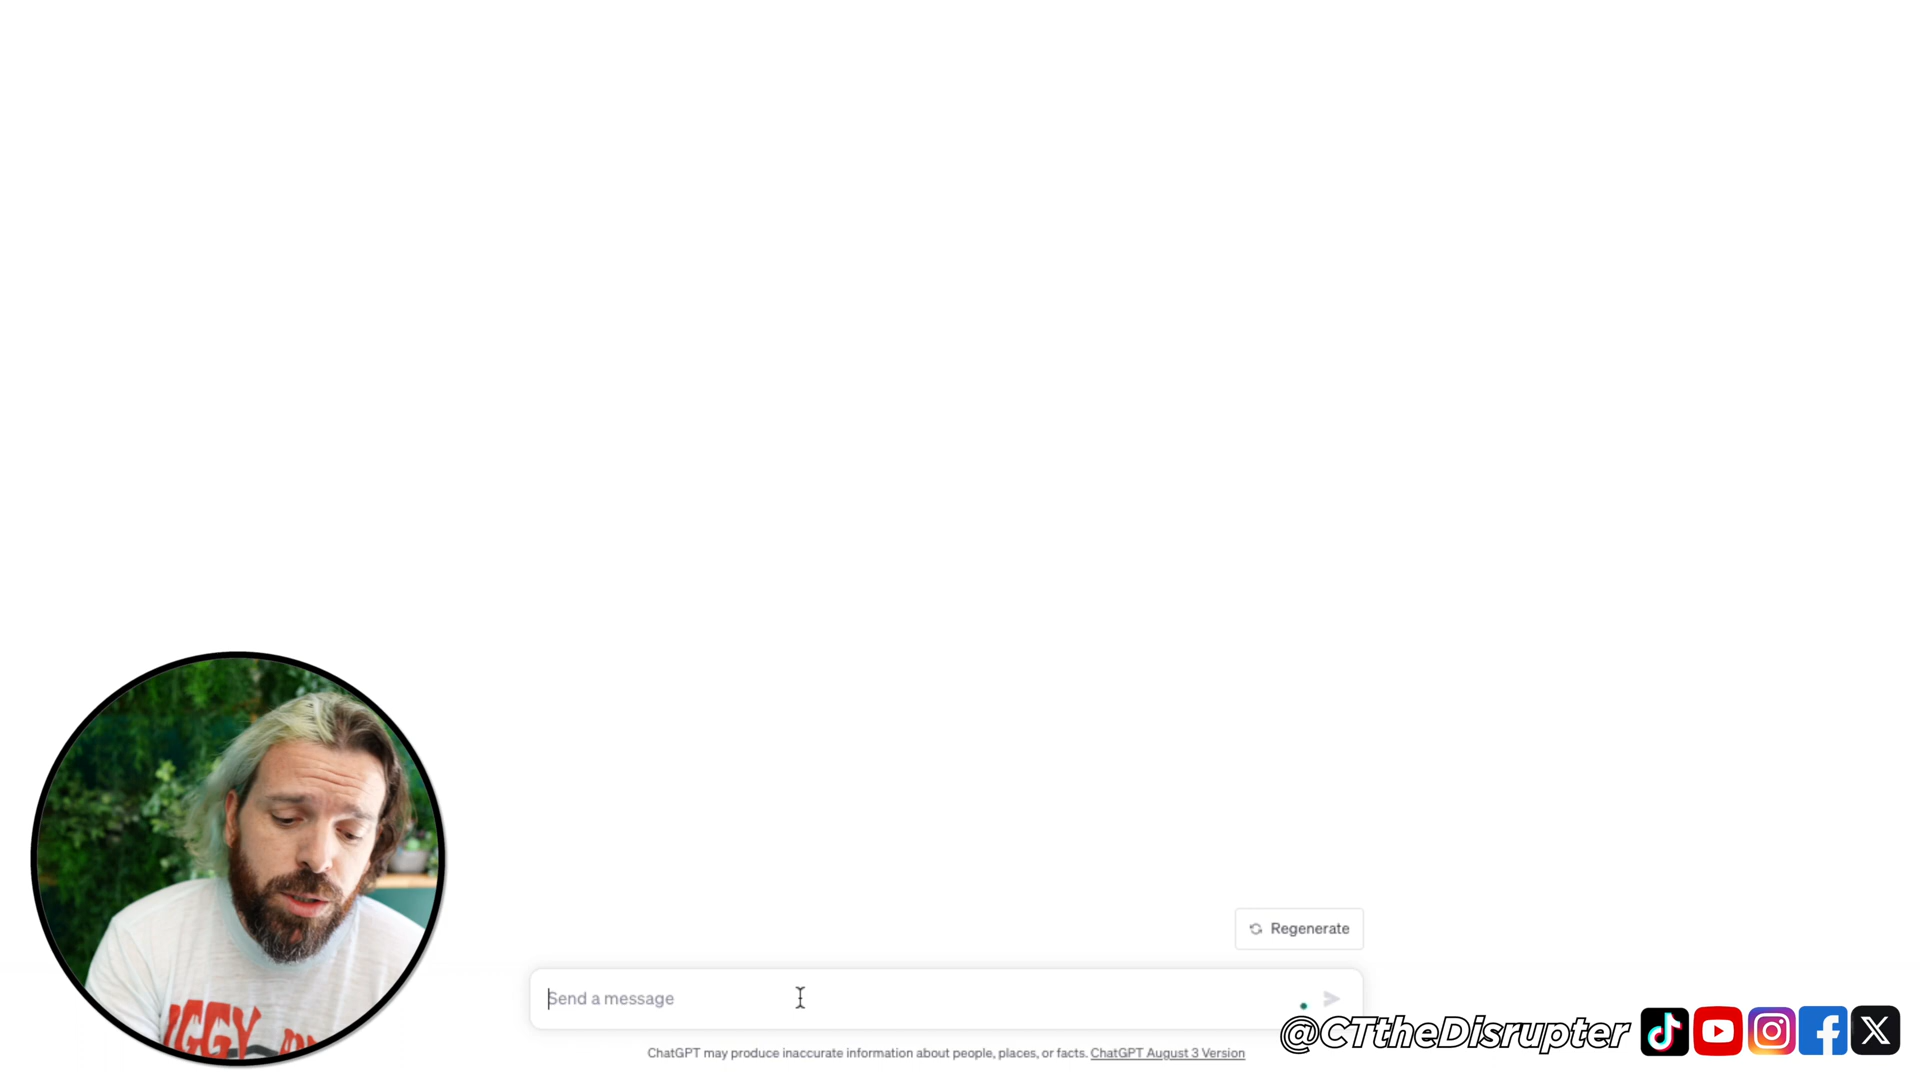 Regenerate
Send a message
@CTtheDisrupter
ChatGPT may produce inaccurate information about people, places, or facts. ChatGPT August 3 Version